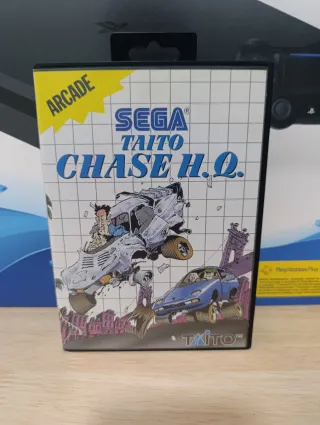 ARCADE
SEGA
TAITO
CHASE H.Q.
TAITO
PlayStation Plus